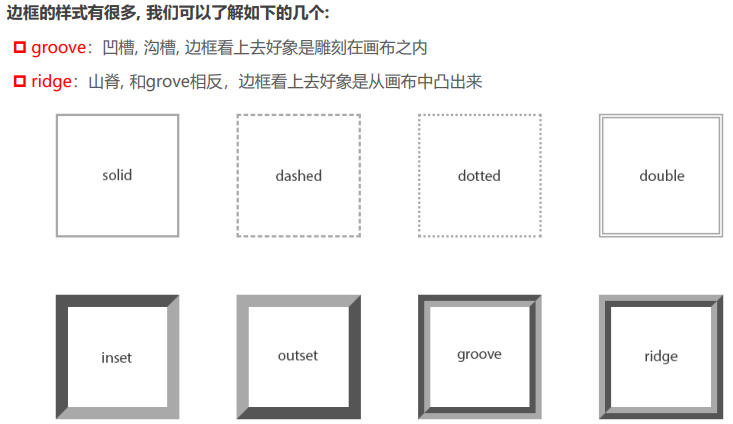 边框的样式有很多, 我们可以了解如下的几个:
groove：凹槽, 沟槽, 边框看上去好象是雕刻在画布之内
ridge：山脊, 和grove相反，边框看上去好象是从画布中凸出来
solid dashed dotted double
inset outset groove ridge